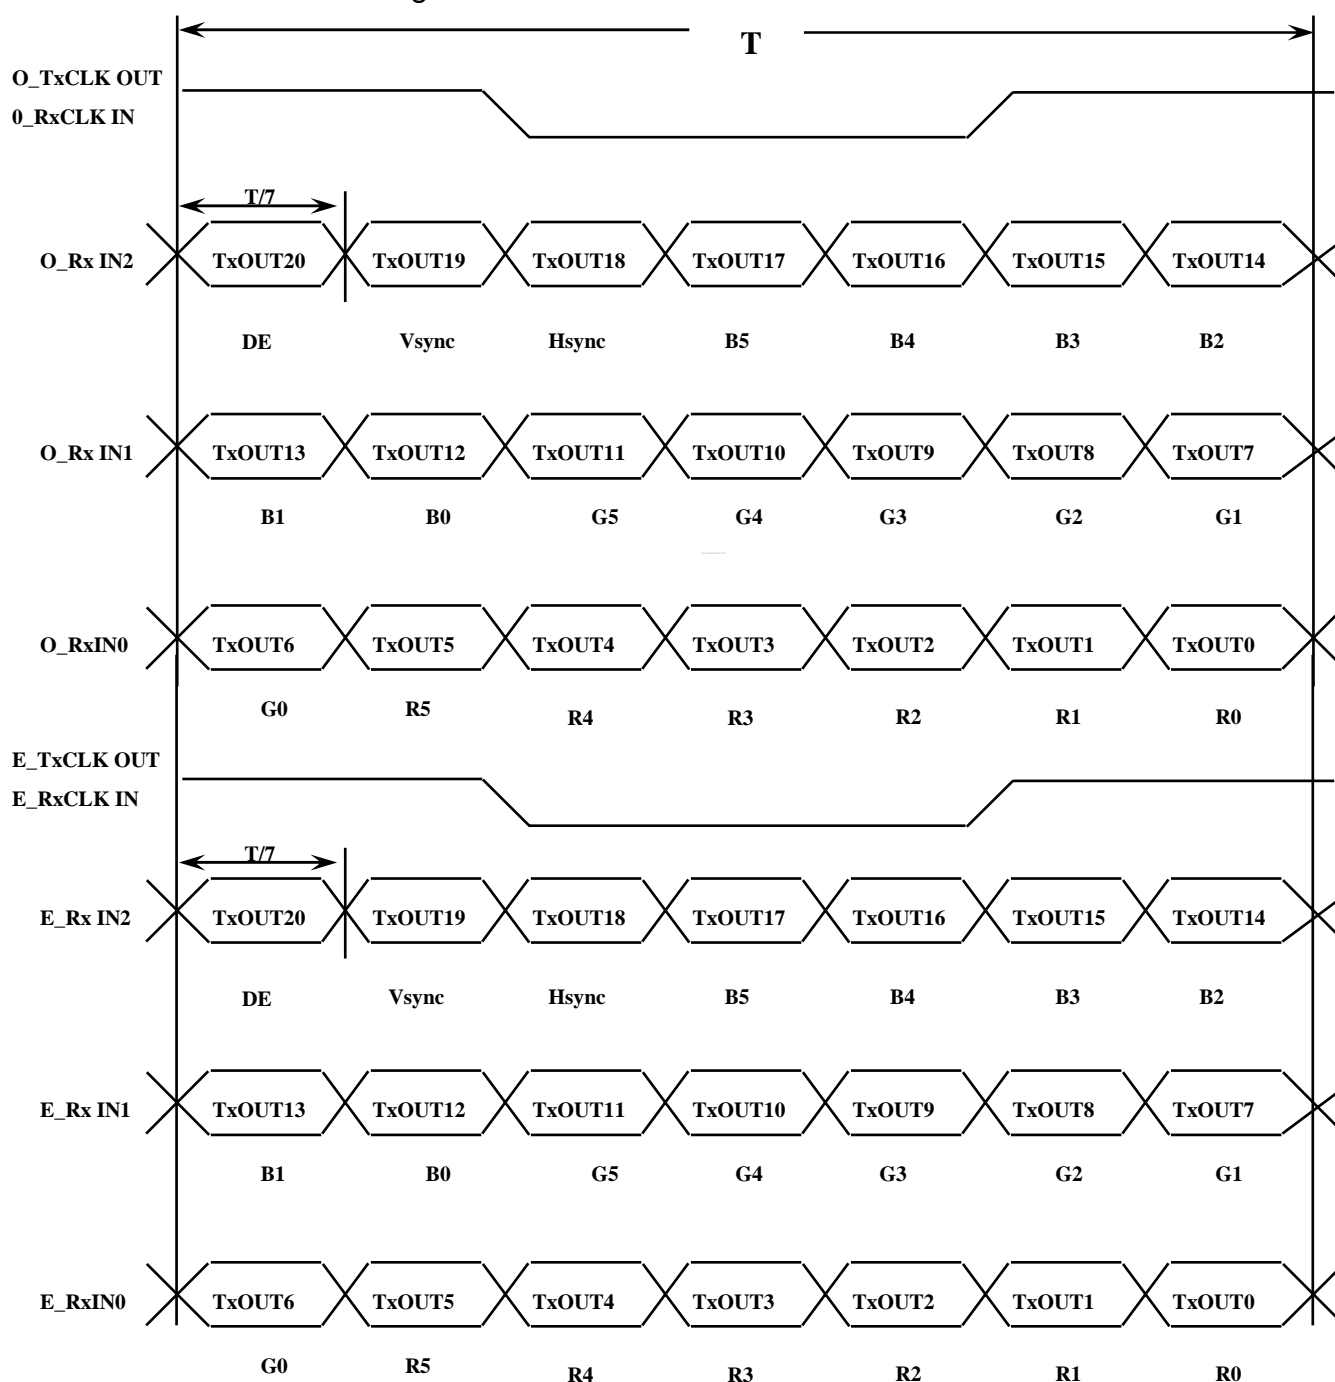 T
O_TxCLK OUT
0_RxCLK IN
T/7
O_Rx IN2 TxOUT20 TxOUT19 TxOUT18 TxOUT17 TxOUT16 TxOUT15 TxOUT14
DE Vsync Hsync B5 B4 B3 B2
O_Rx IN1 TxOUT13 TxOUT12 TxOUT11 TxOUT10 TxOUT9 TxOUT8 TxOUT7
B1 B0 G5 G4 G3 G2 G1
O_RxIN0 TxOUT6 TxOUT5 TxOUT4 TxOUT3 TxOUT2 TxOUT1 TxOUT0
G0 R5 R4 R3 R2 R1 R0
E_TxCLK OUT
E_RxCLK IN
T/7
E_Rx IN2 TxOUT20 TxOUT19 TxOUT18 TxOUT17 TxOUT16 TxOUT15 TxOUT14
DE Vsync Hsync B5 B4 B3 B2
E_Rx IN1 TxOUT13 TxOUT12 TxOUT11 TxOUT10 TxOUT9 TxOUT8 TxOUT7
B1 B0 G5 G4 G3 G2 G1
E_RxIN0 TxOUT6 TxOUT5 TxOUT4 TxOUT3 TxOUT2 TxOUT1 TxOUT0
G0 R5 R4 R3 R2 R1 R0